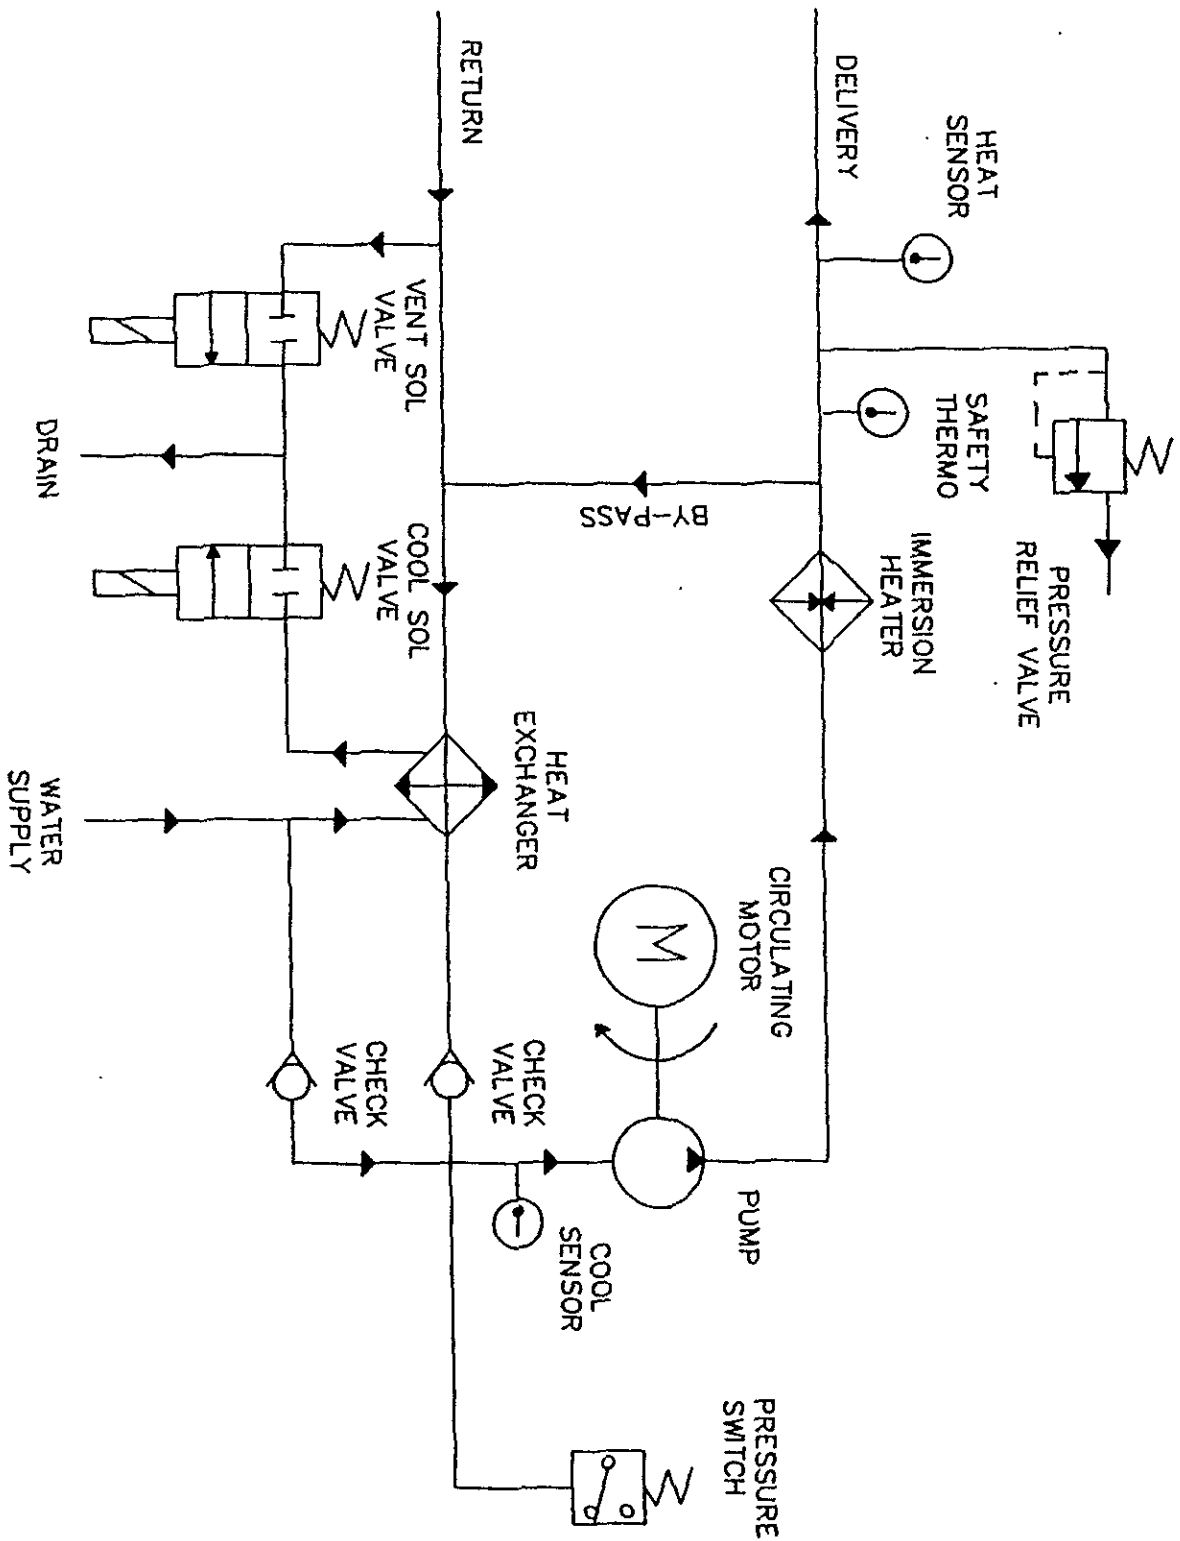 PRESSURE
RELIEF VALVE
HEAT
SENSOR
SAFETY
THERMO
IMMERSION
HEATER
DELIVERY
CIRCULATING
MOTOR
M
PUMP
PRESSURE
SWITCH
BY-PASS
COOL
SENSOR
RETURN
HEAT
EXCHANGER
CHECK
VALVE
VENT SOL
VALVE
COOL SOL
VALVE
CHECK
VALVE
DRAIN
WATER
SUPPLY